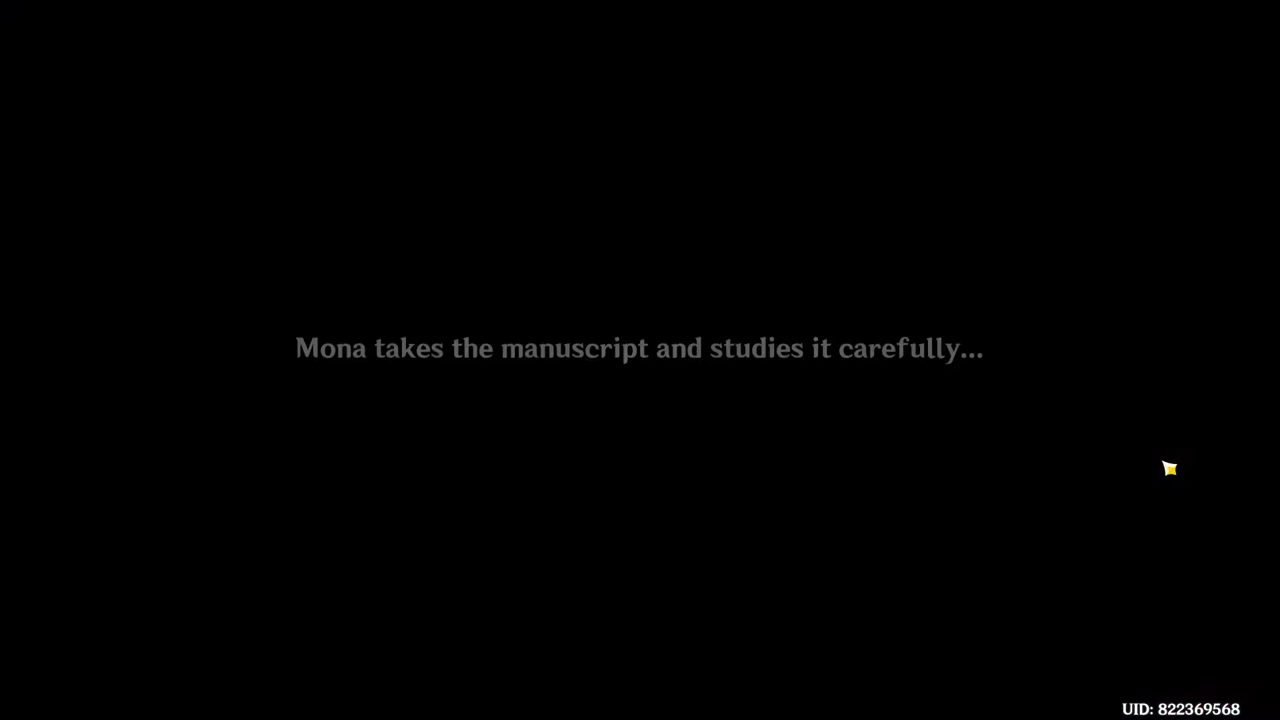 Mona takes the manuscript and studies it carefully...
UID: 822369568